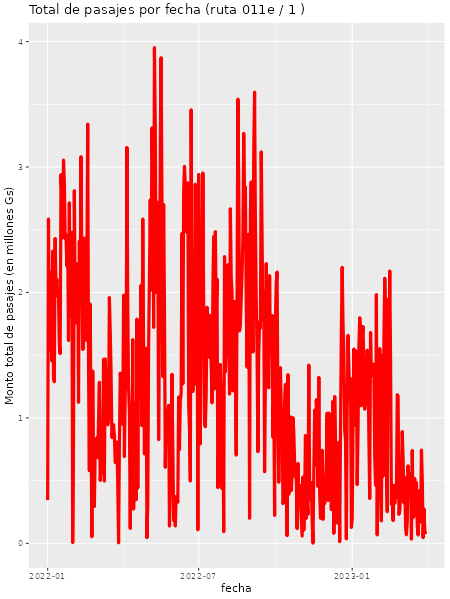 Total de pasajes por fecha (ruta 011e / 1 )
Monto total de pasajes (en millones Gs)
4
3
2
1
0
2022-01 2022-07 2023-01
fecha